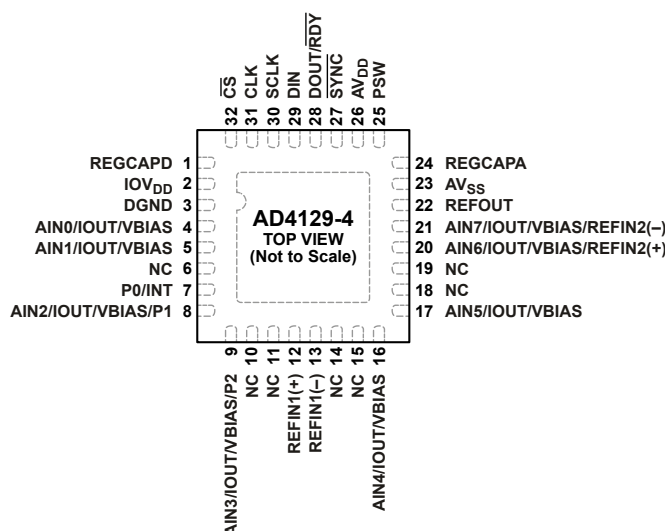 CS
32
CLK
31
SCLK
30
DIN
29
DOUT/RDY
28
SYNC
27
AVDD
26
PSW
25
REGCAPD 1
IOVDD 2
DGND 3
AIN0/IOUT/VBIAS 4
AIN1/IOUT/VBIAS 5
NC 6
P0/INT 7
AIN2/IOUT/VBIAS/P1 8
AD4129-4
TOP VIEW
(Not to Scale)
24 REGCAPA
23 AVSS
22 REFOUT
21 AIN7/IOUT/VBIAS/REFIN2(–)
20 AIN6/IOUT/VBIAS/REFIN2(+)
19 NC
18 NC
17 AIN5/IOUT/VBIAS
AIN3/IOUT/VBIAS/P2 9
NC 10
NC 11
REFIN1(+) 12
REFIN1(–) 13
NC 14
NC 15
AIN4/IOUT/VBIAS 16